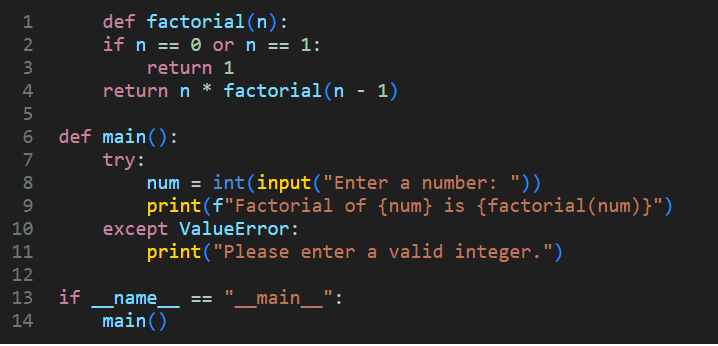 1      def factorial(n):
2      if n == 0 or n == 1:
3          return 1
4      return n * factorial(n - 1)
5
6  def main():
7      try:
8          num = int(input("Enter a number: "))
9          print(f"Factorial of {num} is {factorial(num)}")
10     except ValueError:
11         print("Please enter a valid integer.")
12
13 if __name__ == "__main__":
14     main()